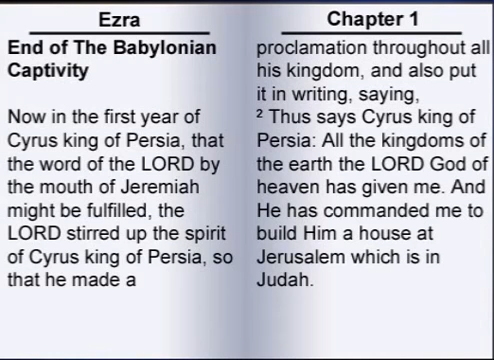 Ezra
End of The Babylonian
Captivity
Now in the first year of
Cyrus king of Persia, that
the word of the LORD by
the mouth of Jeremiah
might be fulfilled, the
LORD stirred up the spirit
of Cyrus king of Persia, so
that he made a
Chapter 1
proclamation throughout all
his kingdom, and also put
it in writing, saying,
² Thus says Cyrus king of
Persia: All the kingdoms of
the earth the LORD God of
heaven has given me. And
He has commanded me to
build Him a house at
Jerusalem which is in
Judah.